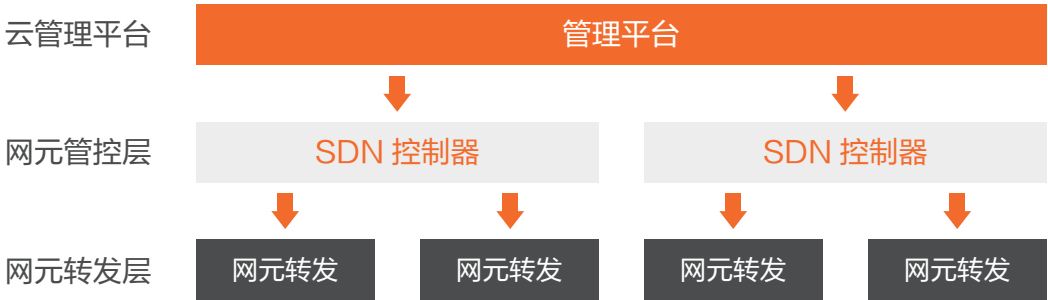 云管理平台
管理平台
网元管控层
SDN 控制器
SDN 控制器
网元转发层
网元转发
网元转发
网元转发
网元转发